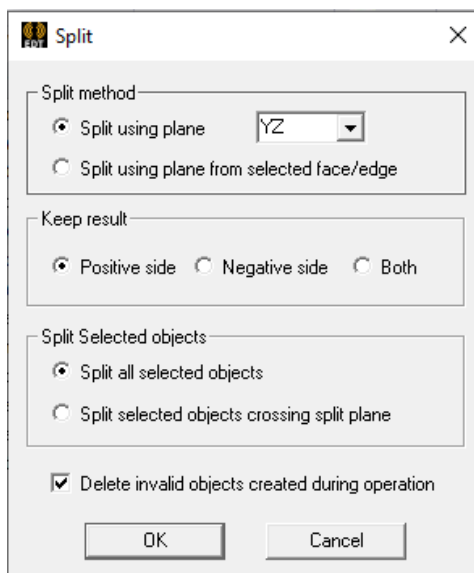 EDT Split
Split method
Split using plane YZ
Split using plane from selected face/edge
Keep result
Positive side Negative side Both
Split Selected objects
Split all selected objects
Split selected objects crossing split plane
Delete invalid objects created during operation
OK Cancel